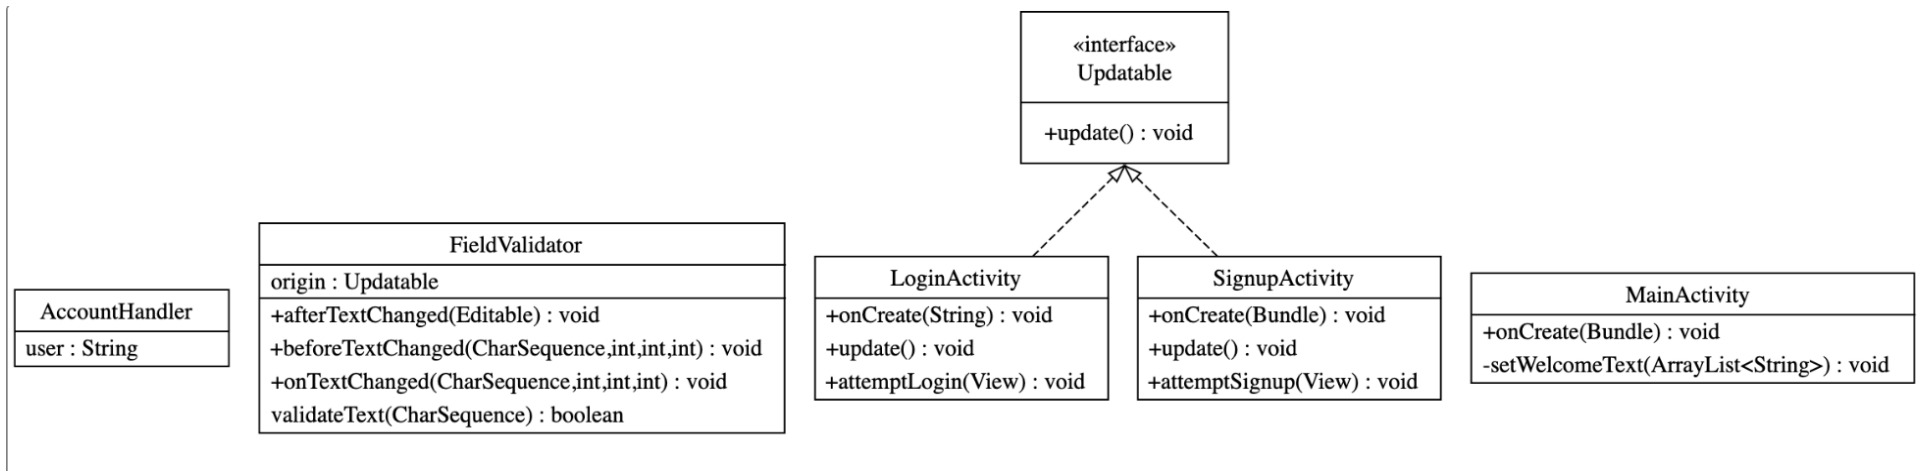 «interface»
Updatable
+update() : void
AccountHandler
user : String
FieldValidator
origin : Updatable
+afterTextChanged(Editable) : void
+beforeTextChanged(CharSequence,int,int,int) : void
+onTextChanged(CharSequence,int,int,int) : void
validateText(CharSequence) : boolean
LoginActivity
+onCreate(String) : void
+update() : void
+attemptLogin(View) : void
SignupActivity
+onCreate(Bundle) : void
+update() : void
+attemptSignup(View) : void
MainActivity
+onCreate(Bundle) : void
-setWelcomeText(ArrayList<String>) : void